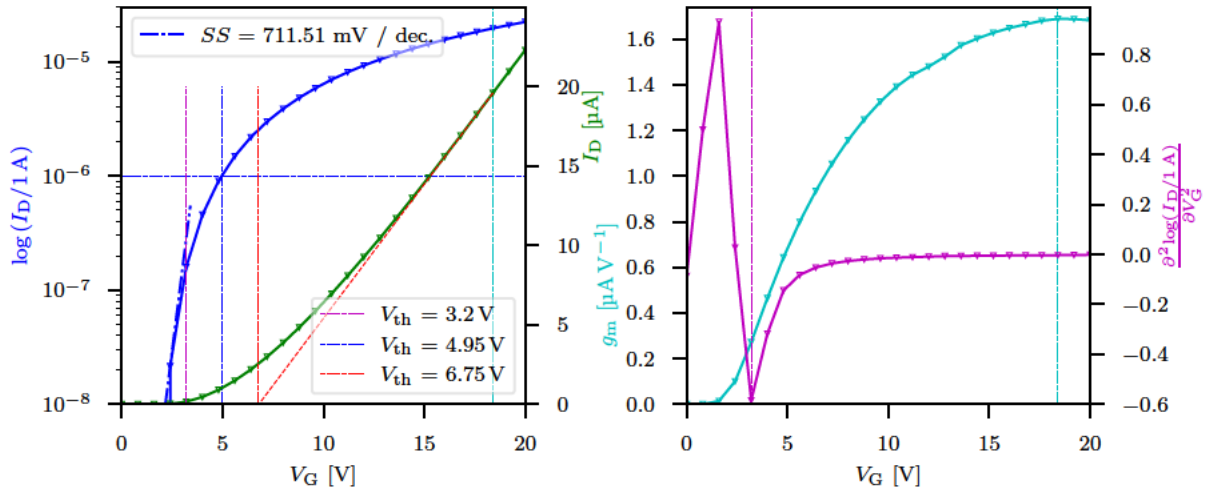 SS = 711.51 mV / dec.
log (I_D/1 A)
10⁻⁵
10⁻⁶
10⁻⁷
10⁻⁸
V_th = 3.2 V
V_th = 4.95 V
V_th = 6.75 V
0 5 10 15 20
V_G [V]
20
15
10
5
0
I_D [µA]
g_m [µA V⁻¹]
1.6
1.4
1.2
1.0
0.8
0.6
0.4
0.2
0.0
0 5 10 15 20
V_G [V]
0.8
0.6
0.4
0.2
0.0
−0.2
−0.4
−0.6
∂² log(I_D/1 A)
∂V_G²